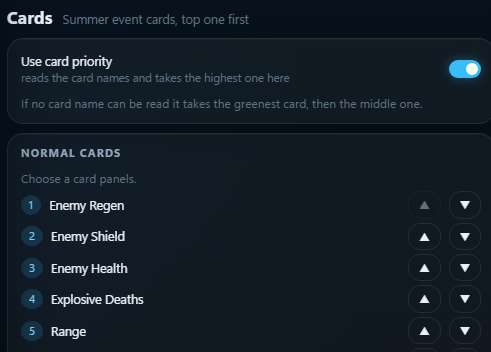 Cards Summer event cards, top one first
Use card priority
reads the card names and takes the highest one here
If no card name can be read it takes the greenest card, then the middle one.
NORMAL CARDS
Choose a card panels.
1 Enemy Regen ▲ ▼
2 Enemy Shield ▲ ▼
3 Enemy Health ▲ ▼
4 Explosive Deaths ▲ ▼
5 Range ▲ ▼